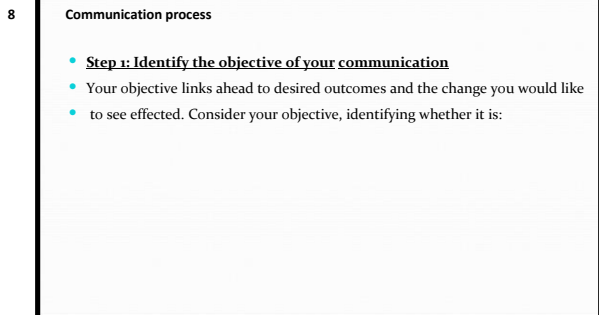 8
Communication process
• Step 1: Identify the objective of your communication
• Your objective links ahead to desired outcomes and the change you would like
• to see effected. Consider your objective, identifying whether it is: